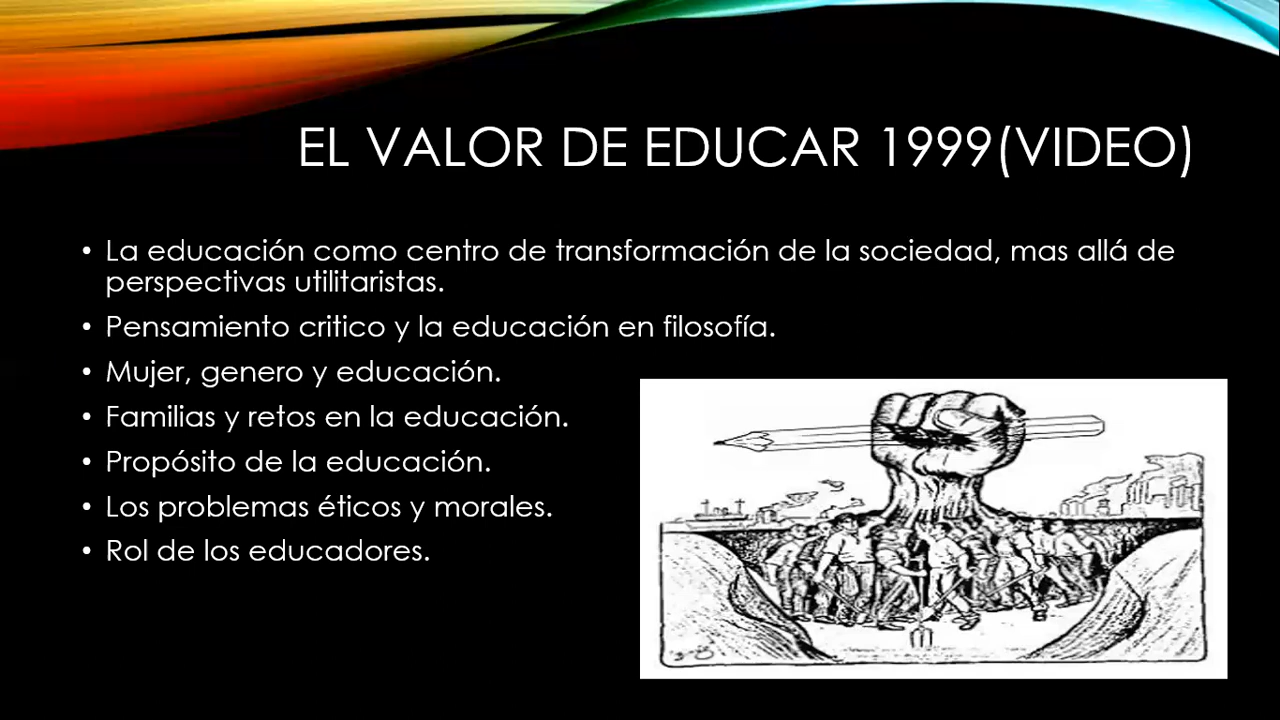 EL VALOR DE EDUCAR 1999(VIDEO)
• La educación como centro de transformación de la sociedad, mas allá de
perspectivas utilitaristas.
• Pensamiento critico y la educación en filosofía.
• Mujer, genero y educación.
• Familias y retos en la educación.
• Propósito de la educación.
• Los problemas éticos y morales.
• Rol de los educadores.